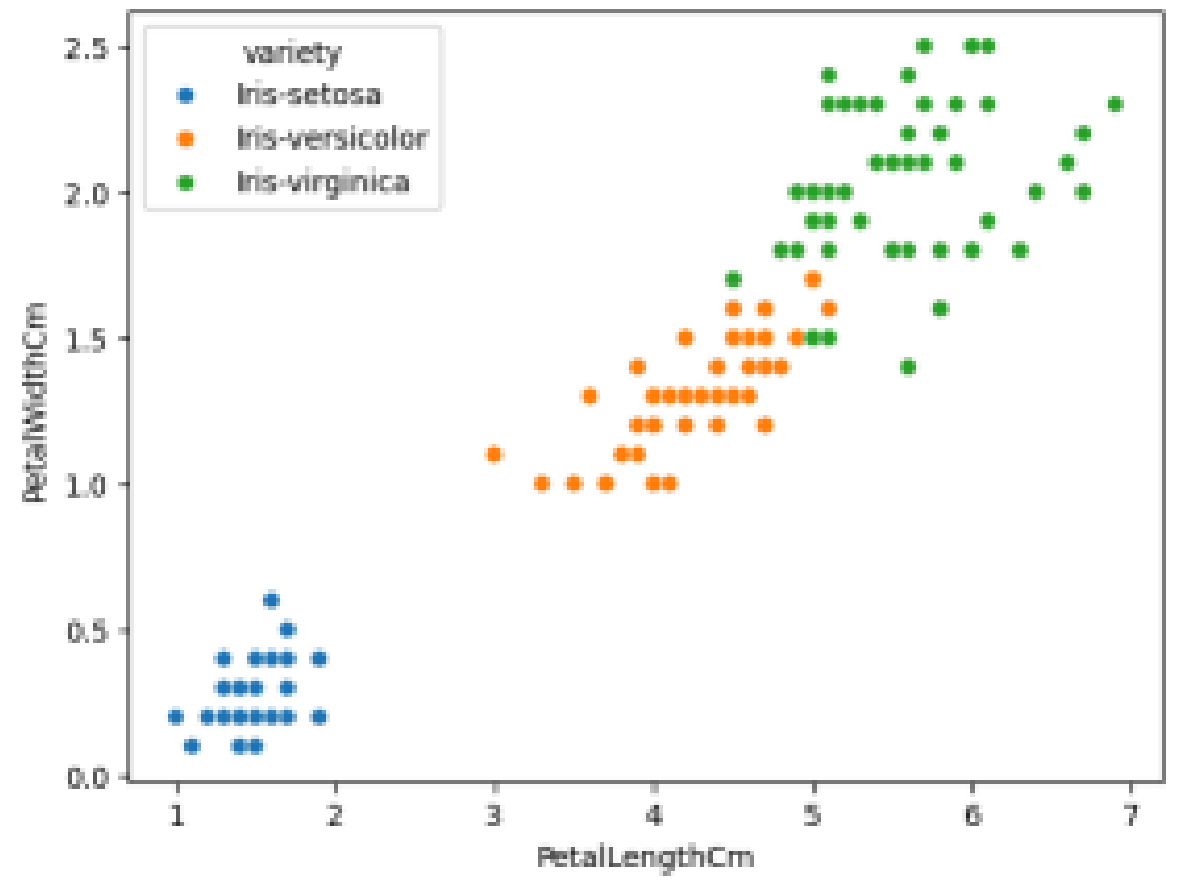 variety
Iris-setosa
Iris-versicolor
Iris-virginica
PetalWidthCm
2.5
2.0
1.5
1.0
0.5
0.0
1 2 3 4 5 6 7
PetalLengthCm